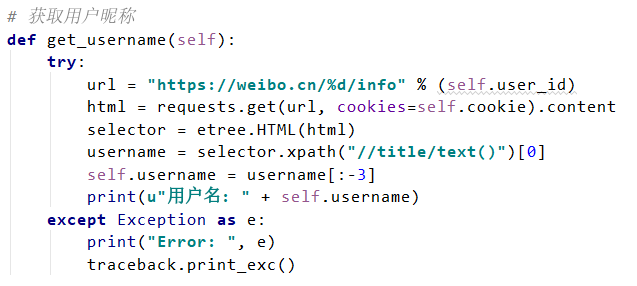 # 获取用户昵称
def get_username(self):
    try:
        url = "https://weibo.cn/%d/info" % (self.user_id)
        html = requests.get(url, cookies=self.cookie).content
        selector = etree.HTML(html)
        username = selector.xpath("//title/text()")[0]
        self.username = username[:-3]
        print(u"用户名: " + self.username)
    except Exception as e:
        print("Error: ", e)
        traceback.print_exc()